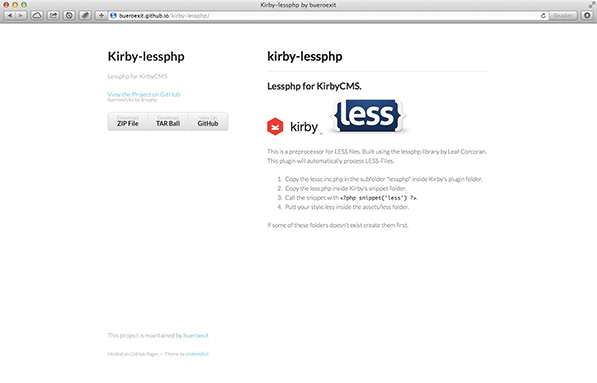 Kirby-lessphp by bueroexit
bueroexit.github.io/kirby-lessphp/
Reader
Kirby-lessphp
Lessphp for KirbyCMS
View the Project on GitHub
bueroexit/kirby-lessphp
Download
ZIP File
Download
TAR Ball
View On
GitHub
This project is maintained by bueroexit
Hosted on GitHub Pages — Theme by orderedlist
kirby-lessphp
Lessphp for KirbyCMS.
kirby
{less}
This is a preprocessor for LESS files. Built using the lessphp library by Leaf Corcoran.
This plugin will automatically process LESS-Files.
1. Copy the lessc.inc.php in the subfolder "lessphp" inside Kirby's plugin folder.
2. Copy the less.php inside Kirby's snippet folder.
3. Call the snippet with <?php snippet('less') ?>.
4. Putt your style.less inside the assets/less folder.
If some of these folders doesn't exist create them first.